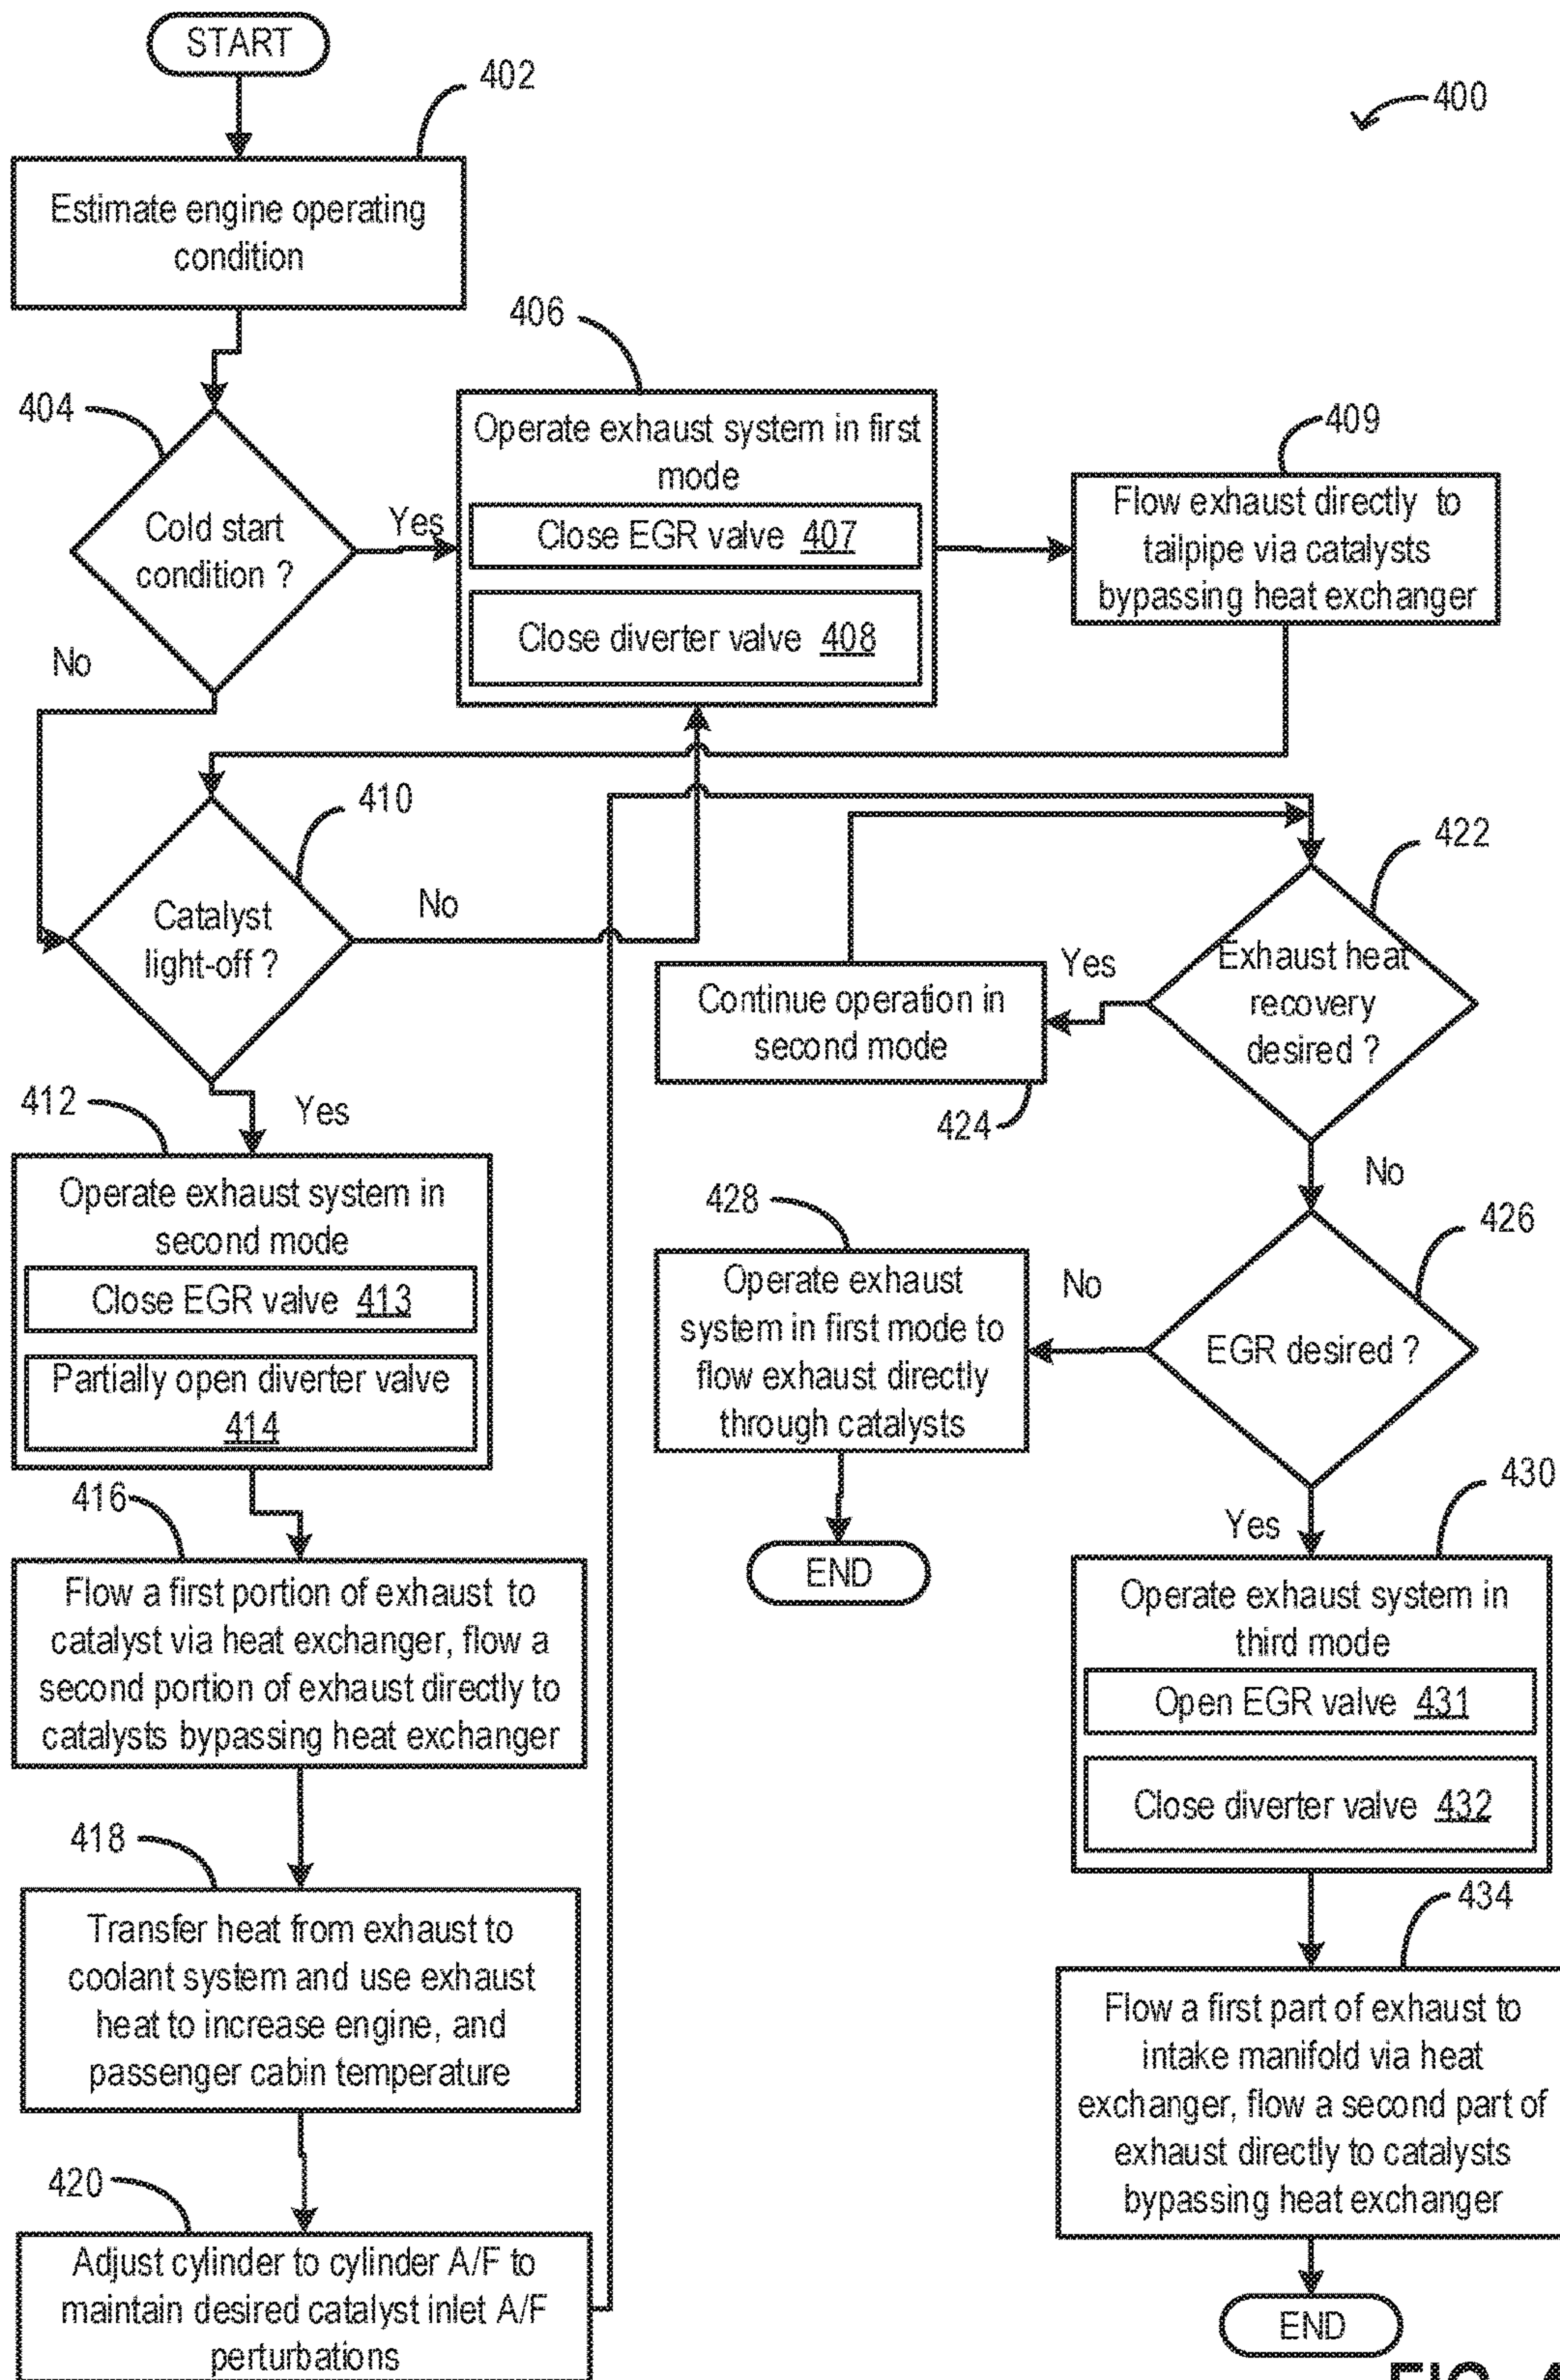 START
402
400
Estimate engine operating
condition
406
404
409
Operate exhaust system in first
mode
Flow exhaust directly to
tailpipe via catalysts
bypassing heat exchanger
Cold start
condition ?
Yes
Close EGR valve 407
Close diverter valve 408
No
410
422
Catalyst
light-off ?
No
Exhaust heat
recovery
desired ?
Yes
Continue operation in
second mode
424
412
Yes
No
Operate exhaust system in
second mode
Close EGR valve 413
Partially open diverter valve
414
428
426
Operate exhaust
system in first mode to
flow exhaust directly
through catalysts
No
EGR desired ?
416
430
Yes
END
Flow a first portion of exhaust to
catalyst via heat exchanger, flow a
second portion of exhaust directly to
catalysts bypassing heat exchanger
Operate exhaust system in
third mode
Open EGR valve 431
Close diverter valve 432
418
434
Transfer heat from exhaust to
coolant system and use exhaust
heat to increase engine, and
passenger cabin temperature
Flow a first part of exhaust to
intake manifold via heat
exchanger, flow a second part of
exhaust directly to catalysts
bypassing heat exchanger
420
Adjust cylinder to cylinder A/F to
maintain desired catalyst inlet A/F
perturbations
END